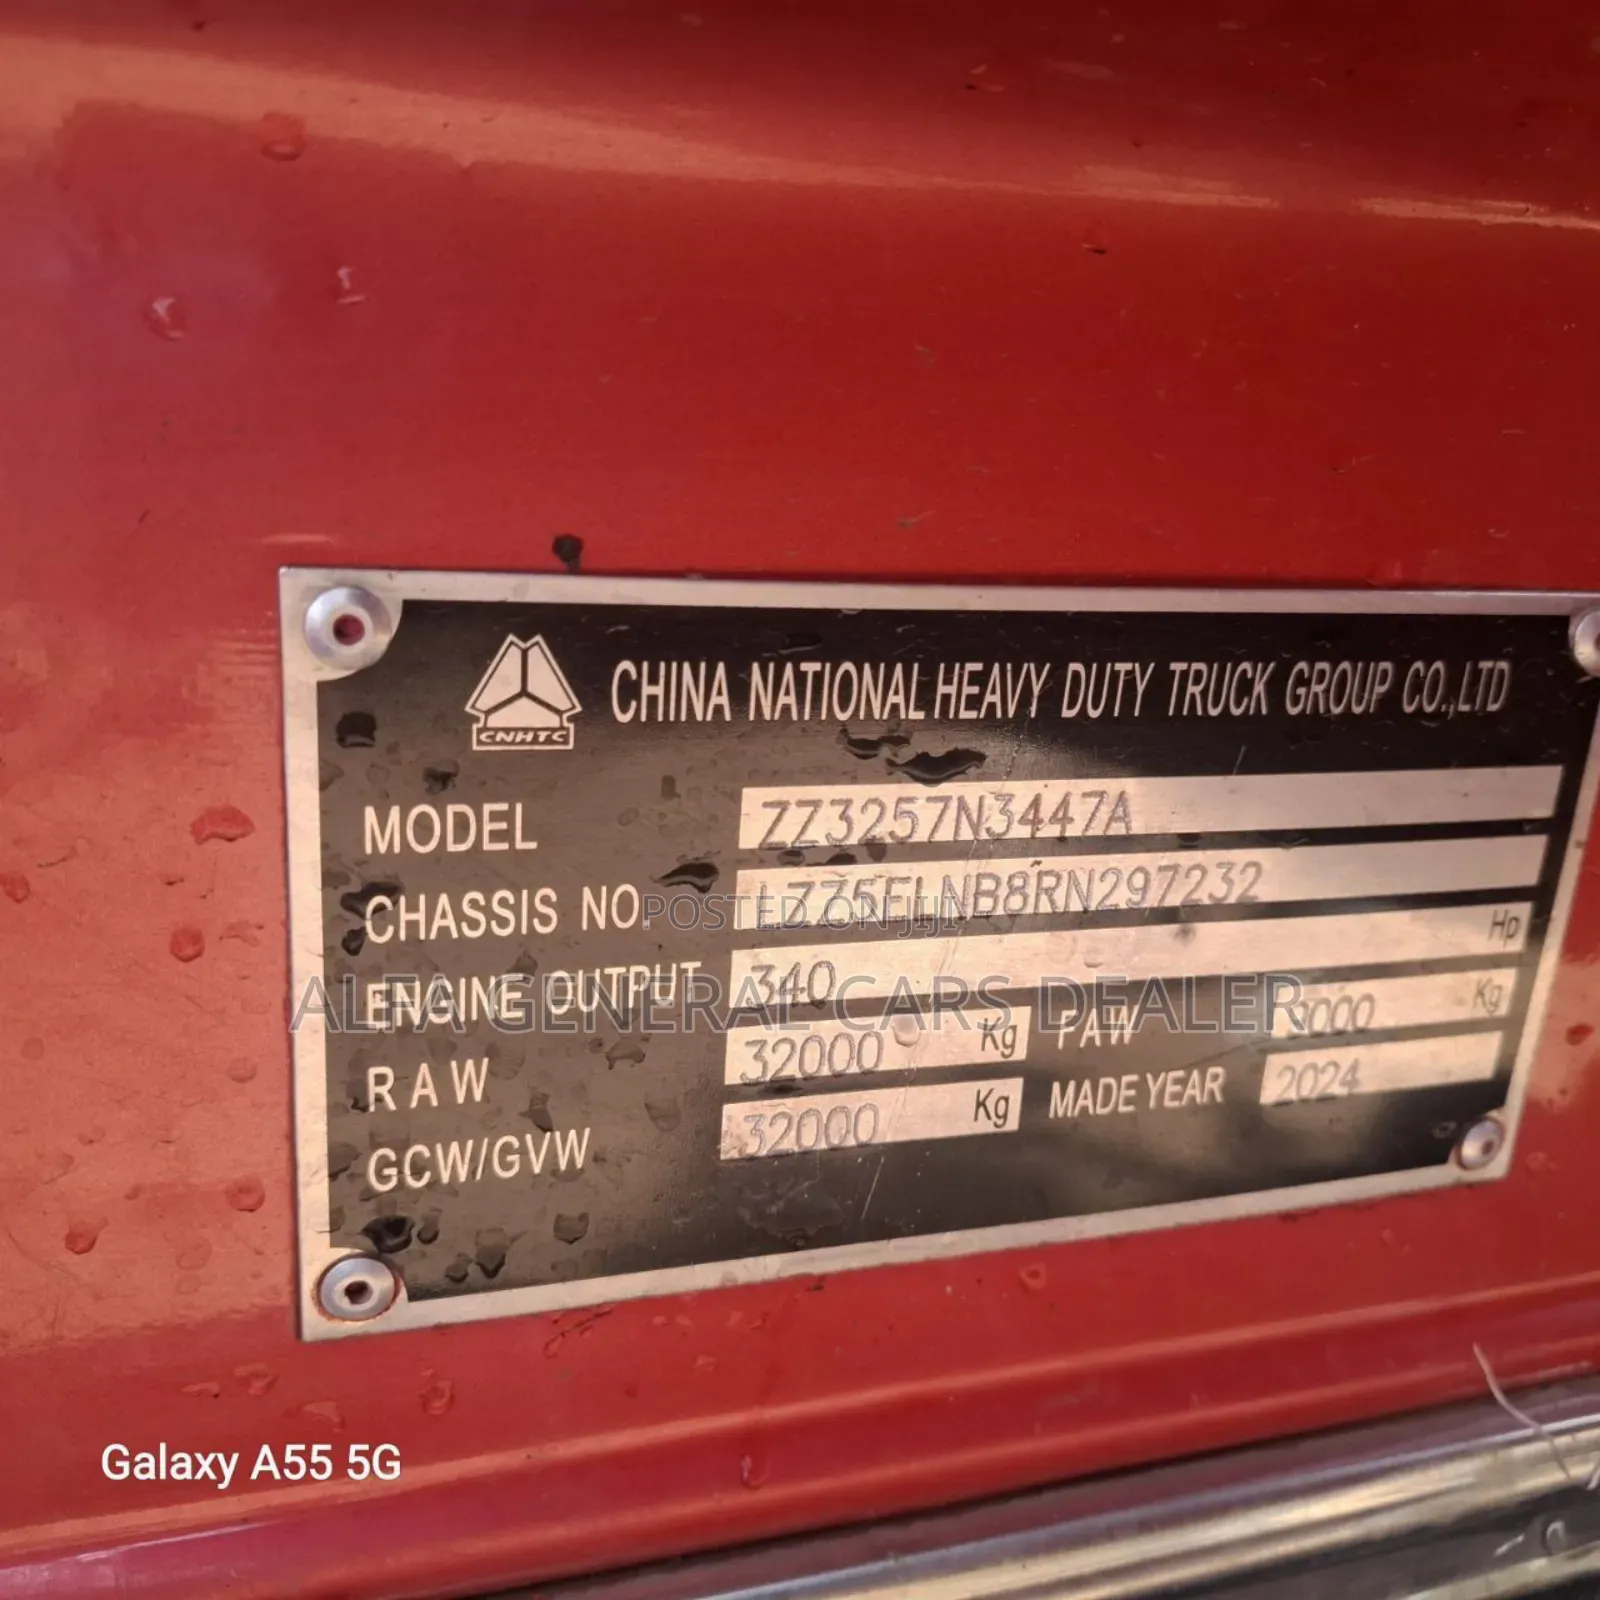 CNHTC
CHINA NATIONAL HEAVY DUTY TRUCK GROUP CO.,LTD
MODEL ZZ3257N3447A
CHASSIS NO. LZZ5ELNB8RN297232
POSTED ON JIJI
ENGINE OUTPUT 340 Hp
ALFA GENERAL CARS DEALER
RAW 32000 Kg PAW 9000 Kg
GCW/GVW 32000 Kg MADE YEAR 2024
Galaxy A55 5G